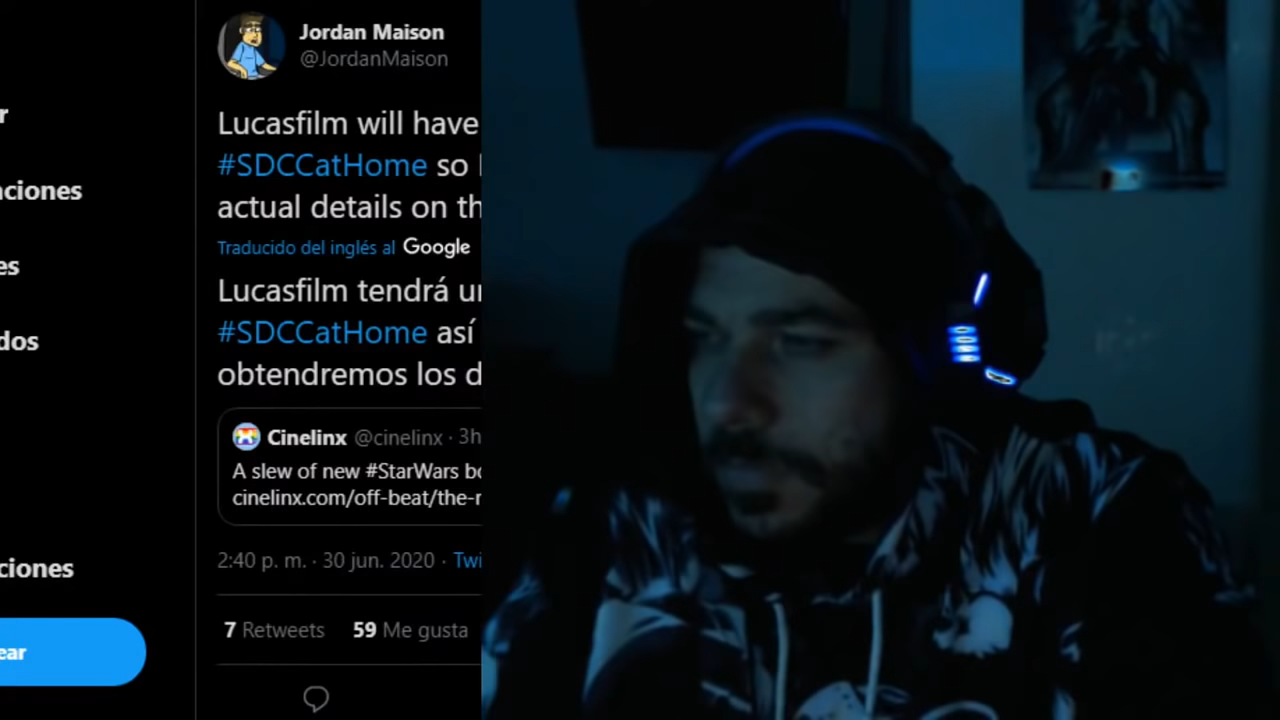 Jordan Maison
@JordanMaison
r
Lucasfilm will have
#SDCCatHome so
aciones
actual details on th
Traducido del inglés al Google
es
Lucasfilm tendrá un
#SDCCatHome así
dos
obtendremos los d
Cinelinx @cinelinx · 3h
A slew of new #StarWars bo
cinelinx.com/off-beat/the-r
2:40 p. m. · 30 jun. 2020 · Twi
ciones
7 Retweets 59 Me gusta
ear